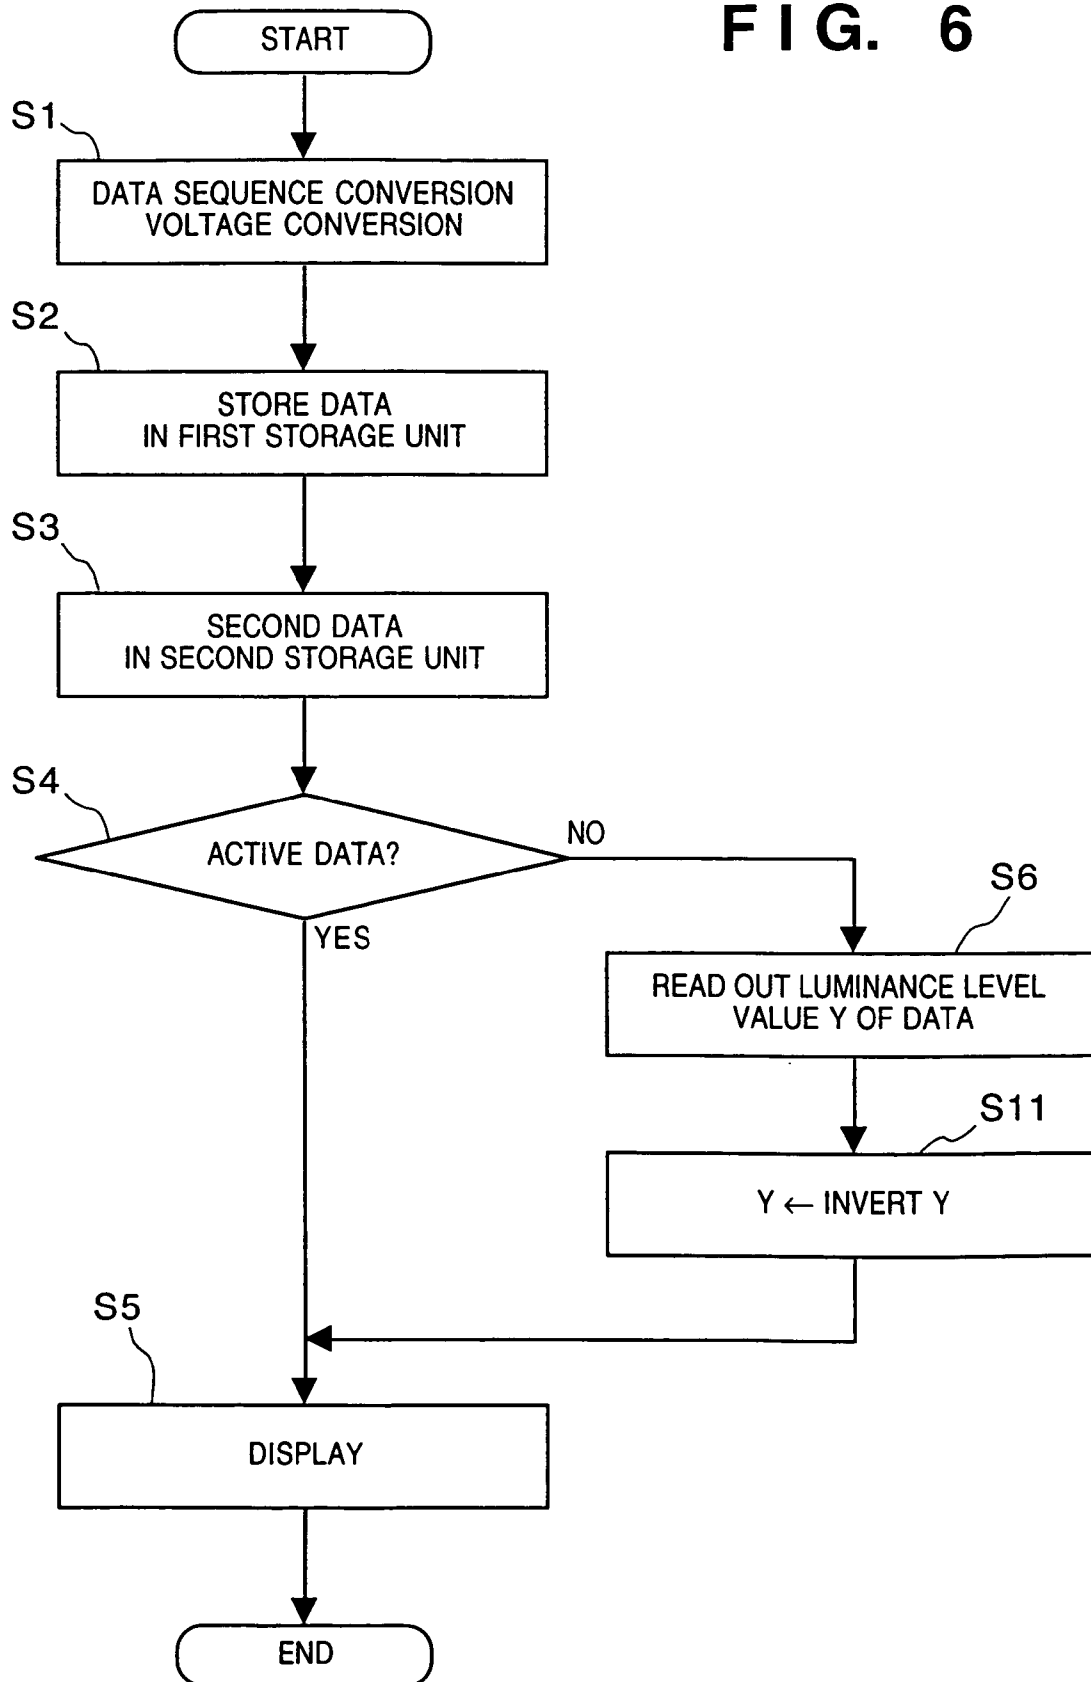 FIG. 6
START
S1
DATA SEQUENCE CONVERSION
VOLTAGE CONVERSION
S2
STORE DATA
IN FIRST STORAGE UNIT
S3
SECOND DATA
IN SECOND STORAGE UNIT
S4
ACTIVE DATA?
NO
YES
S6
READ OUT LUMINANCE LEVEL
VALUE Y OF DATA
S11
Y ← INVERT Y
S5
DISPLAY
END